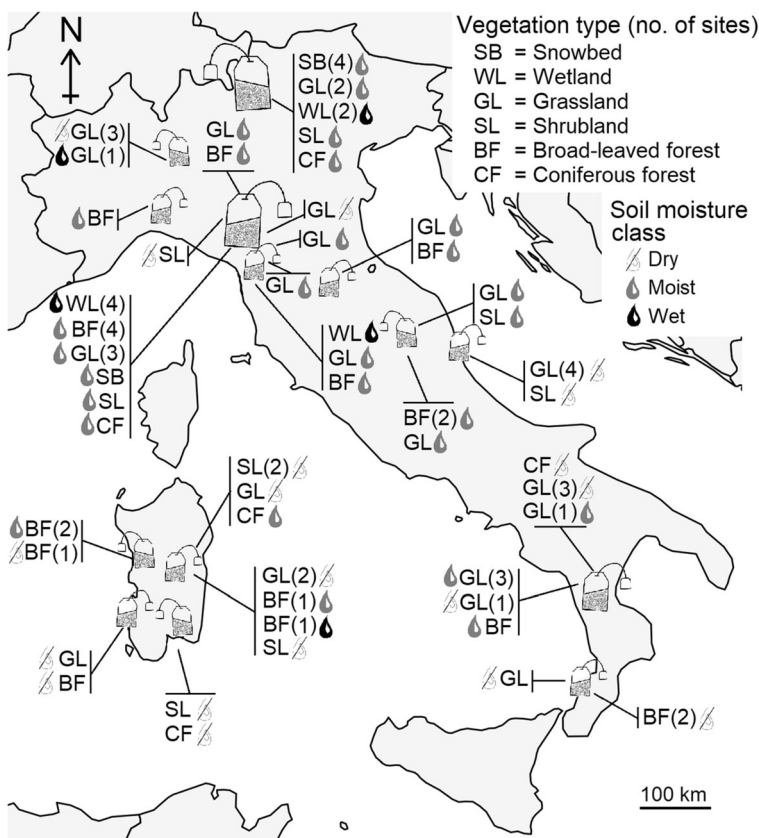 N
Vegetation type (no. of sites)
SB = Snowbed
WL = Wetland
GL = Grassland
SL = Shrubland
BF = Broad-leaved forest
CF = Coniferous forest
Soil moisture
class
Dry
Moist
Wet
SB(4)
GL(2)
WL(2)
SL
CF
GL
BF
GL(3)
GL(1)
BF
SL
GL
GL
GL
GL
BF
WL(4)
BF(4)
GL(3)
SB
SL
CF
WL
GL
BF
GL
SL
GL(4)
SL
BF(2)
GL
SL(2)
GL
CF
BF(2)
BF(1)
GL(2)
BF(1)
BF(1)
SL
GL
BF
SL
CF
CF
GL(3)
GL(1)
GL(3)
GL(1)
BF
GL
BF(2)
100 km